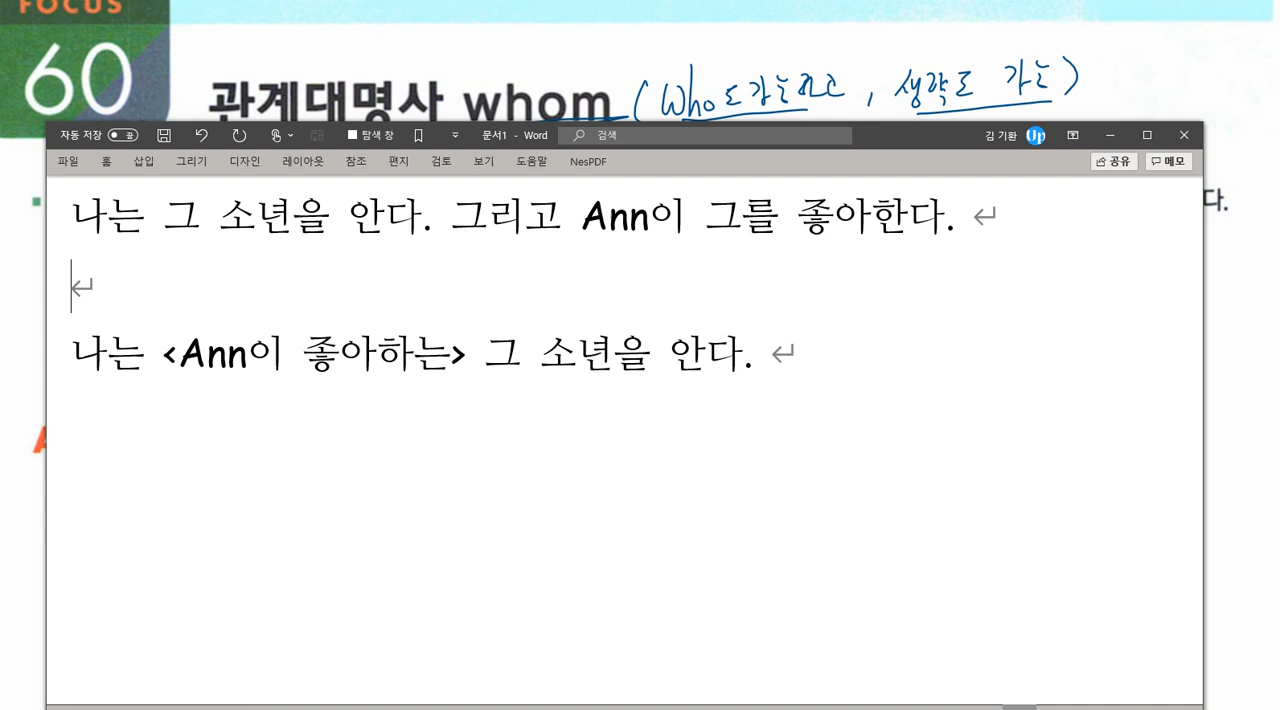 FOCUS
60
관계대명사 whom (Who도 가능하고, 생략도 가능)
자동 저장 문서1 - Word 검색 김 기환 Up
탐색 창
파일 홈 삽입 그리기 디자인 레이아웃 참조 편지 검토 보기 도움말 NesPDF 공유 메모
나는 그 소년을 안다. 그리고 Ann이 그를 좋아한다.
다.
나는 <Ann이 좋아하는> 그 소년을 안다.